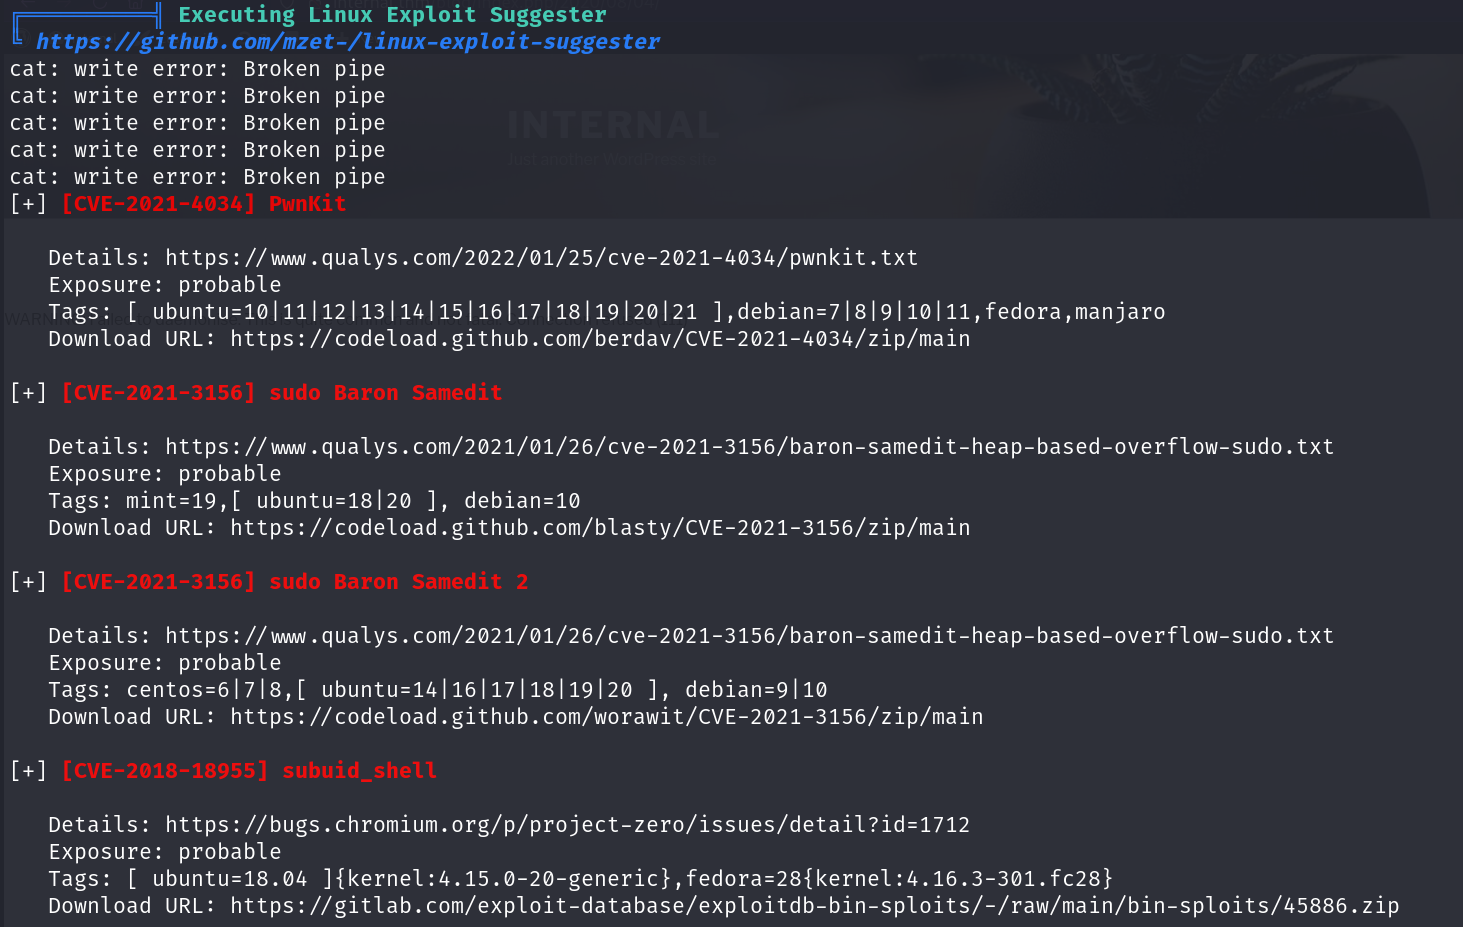 Executing Linux Exploit Suggester
https://github.com/mzet-/linux-exploit-suggester
cat: write error: Broken pipe
cat: write error: Broken pipe
cat: write error: Broken pipe
cat: write error: Broken pipe
cat: write error: Broken pipe
INTERNAL
Just another
[+] [CVE-2021-4034] PwnKit
Details: https://www.qualys.com/2022/01/25/cve-2021-4034/pwnkit.txt
Exposure: probable
Tags: [ ubuntu=10|11|12|13|14|15|16|17|18|19|20|21 ],debian=7|8|9|10|11,fedora,manjaro
Download URL: https://codeload.github.com/berdav/CVE-2021-4034/zip/main
[+] [CVE-2021-3156] sudo Baron Samedit
Details: https://www.qualys.com/2021/01/26/cve-2021-3156/baron-samedit-heap-based-overflow-sudo.txt
Exposure: probable
Tags: mint=19,[ ubuntu=18|20 ], debian=10
Download URL: https://codeload.github.com/blasty/CVE-2021-3156/zip/main
[+] [CVE-2021-3156] sudo Baron Samedit 2
Details: https://www.qualys.com/2021/01/26/cve-2021-3156/baron-samedit-heap-based-overflow-sudo.txt
Exposure: probable
Tags: centos=6|7|8,[ ubuntu=14|16|17|18|19|20 ], debian=9|10
Download URL: https://codeload.github.com/worawit/CVE-2021-3156/zip/main
[+] [CVE-2018-18955] subuid_shell
Details: https://bugs.chromium.org/p/project-zero/issues/detail?id=1712
Exposure: probable
Tags: [ ubuntu=18.04 ]{kernel:4.15.0-20-generic},fedora=28{kernel:4.16.3-301.fc28}
Download URL: https://gitlab.com/exploit-database/exploitdb-bin-sploits/-/raw/main/bin-sploits/45886.zip